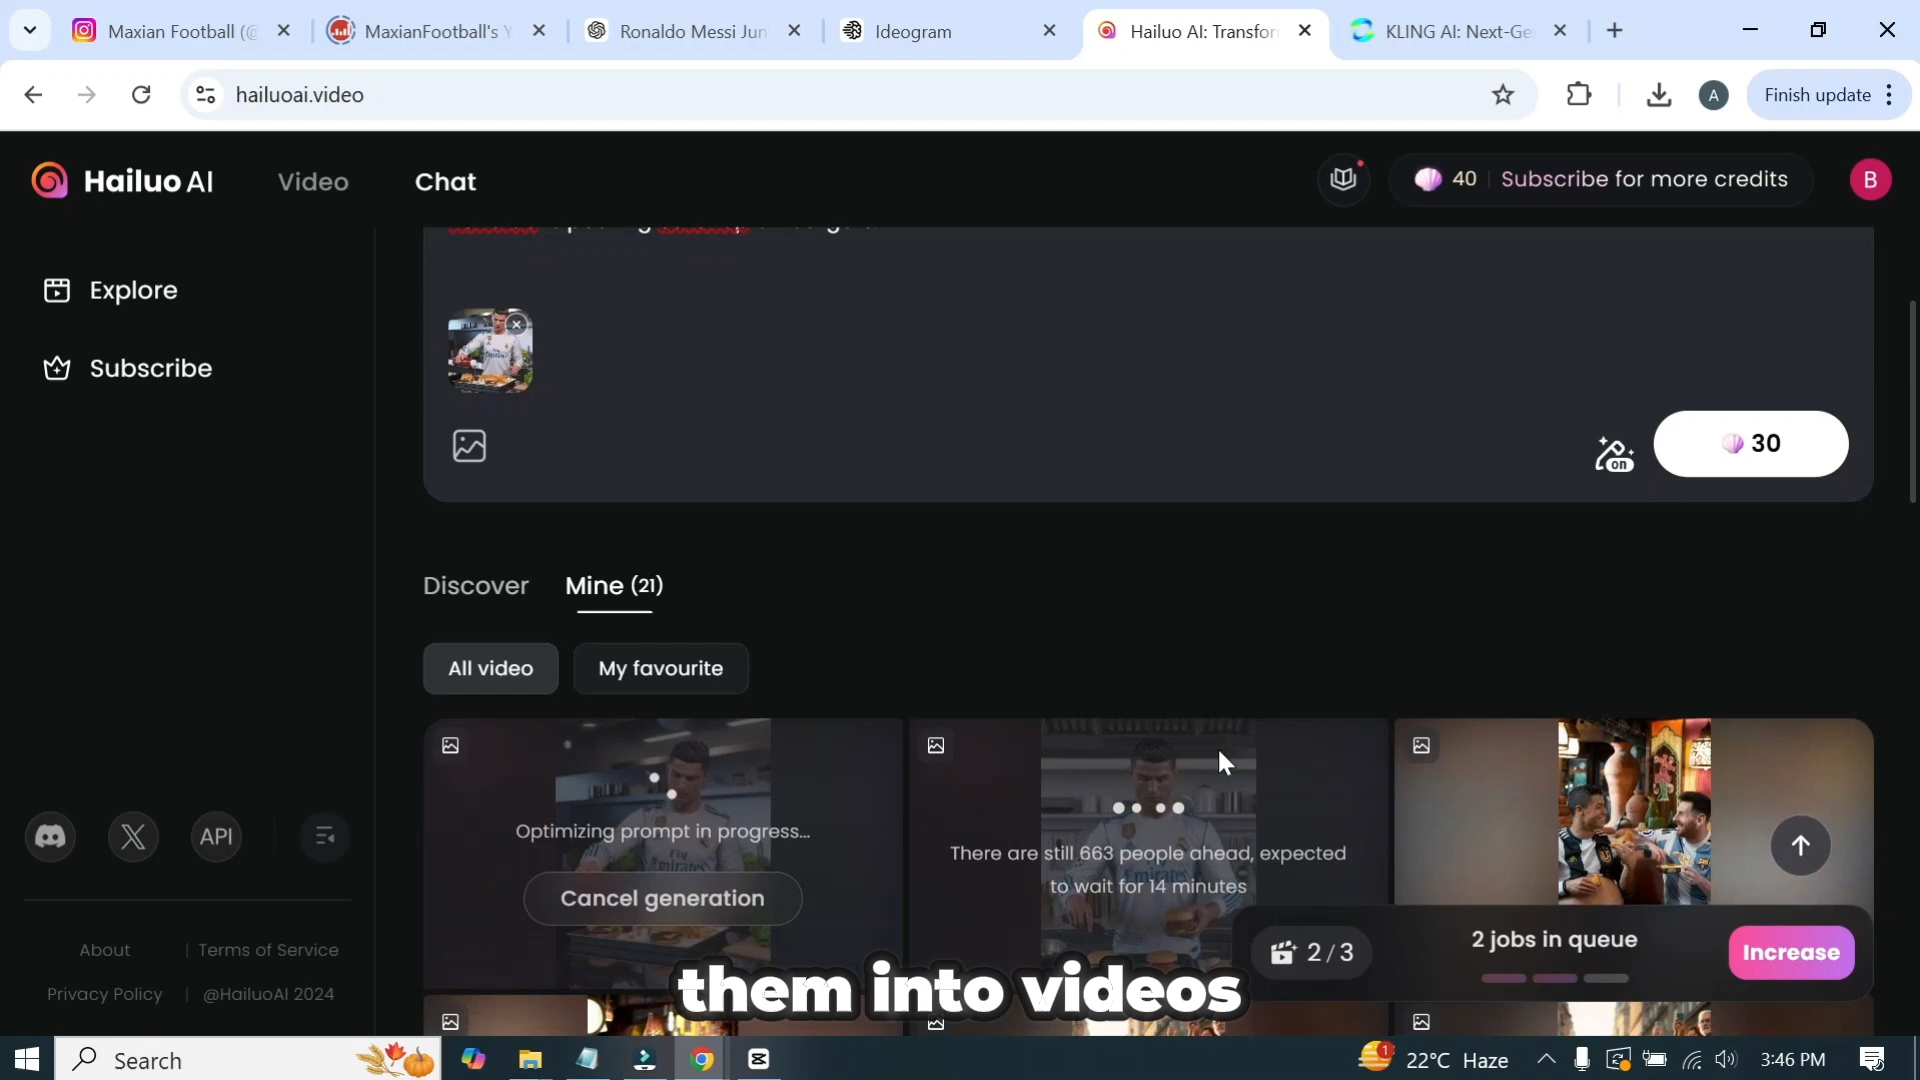 Maxian Football (@
MaxianFootball's Y
Ronaldo Messi Jun
Ideogram
Hailuo AI: Transfor
KLING AI: Next-Ge
hailuoai.video
A
Finish update
Hailuo AI
Video
Chat
40
Subscribe for more credits
B
Explore
Subscribe
30
on
Discover
Mine (21)
All video
My favourite
Optimizing prompt in progress...
Cancel generation
There are still 663 people ahead, expected
to wait for 14 minutes
2 / 3
2 jobs in queue
Increase
API
About
Terms of Service
Privacy Policy
@HailuoAI 2024
them into videos
Search
1
22°C Haze
3:46 PM